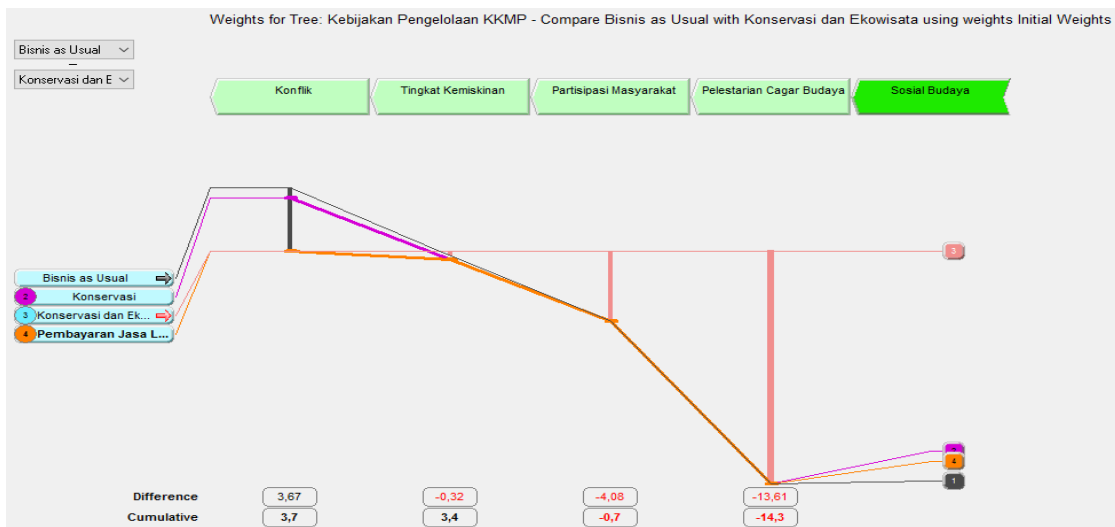 Weights for Tree: Kebijakan Pengelolaan KKMP - Compare Bisnis as Usual with Konservasi dan Ekowisata using weights Initial Weights
Bisnis as Usual
–
Konservasi dan E
Konflik
Tingkat Kemiskinan
Partisipasi Masyarakat
Pelestarian Cagar Budaya
Sosial Budaya
3
Bisnis as Usual
2 Konservasi
3 Konservasi dan Ek...
4 Pembayaran Jasa L...
4
1
Difference 3,67 -0,32 -4,08 -13,61
Cumulative 3,7 3,4 -0,7 -14,3